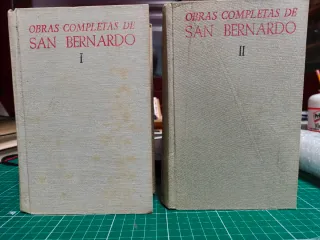 OBRAS COMPLETAS DE
SAN BERNARDO
I
OBRAS COMPLETAS DE
SAN BERNARDO
II